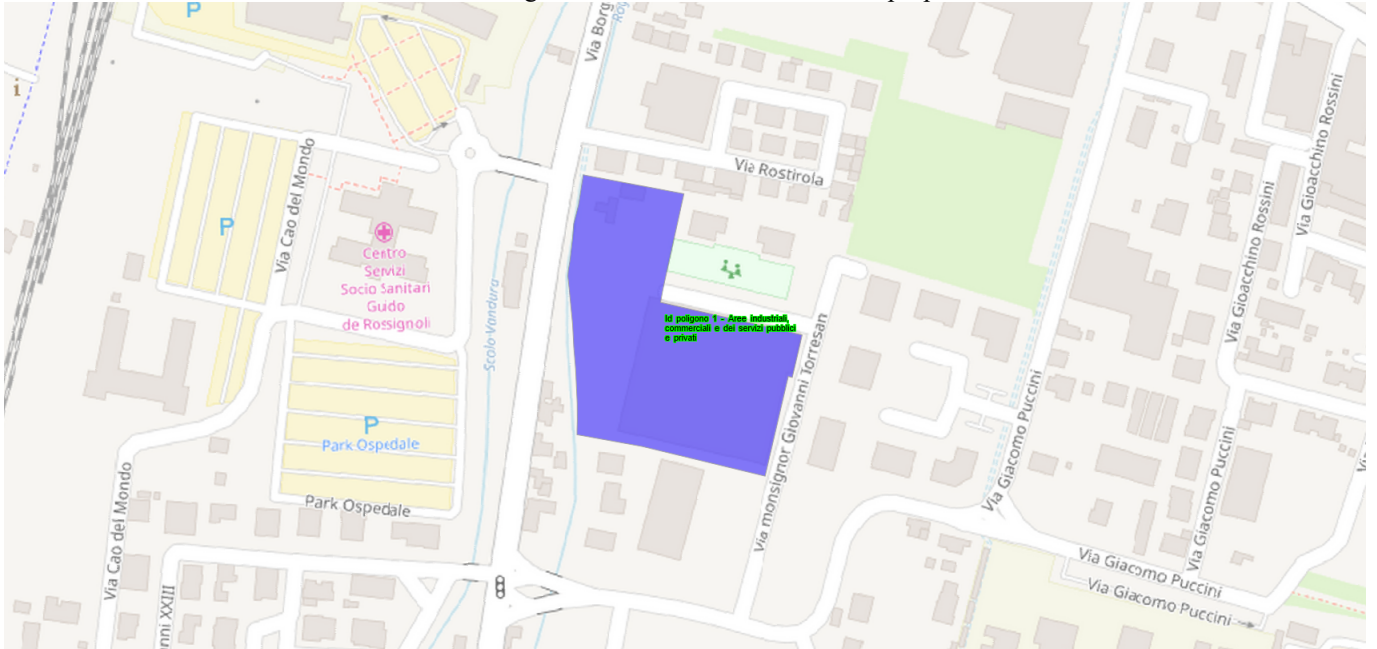 P
Via Borg
i
Via Rostirola
Via Gioacchino Rossini
Via Cao del Mondo
P
Centro
Servizi
Socio Sanitari
Guido
de Rossignoli
Via Gioacchino Rossini
Scolo Vandura
Id poligono 1 - Aree industriali,
commerciali e dei servizi pubblici
e privati
Via monsignor Giovanni Torresan
Via Giacomo Puccini
P
Park Ospedale
Park Ospedale
Via Cao del Mondo
Via Giacomo Puccini
Via Giacomo Puccini
Via Giacomo Puccini
nni XXIII